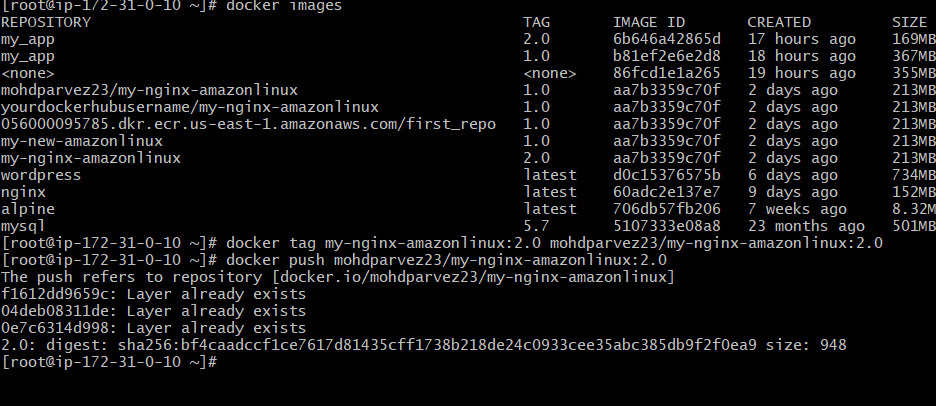 [root@ip-172-31-0-10 ~]# docker images
REPOSITORY TAG IMAGE ID CREATED SIZE
my_app 2.0 6b646a42865d 17 hours ago 169MB
my_app 1.0 b81ef2e6e2d8 18 hours ago 367MB
<none> <none> 86fcd1e1a265 19 hours ago 355MB
mohdparvez23/my-nginx-amazonlinux 1.0 aa7b3359c70f 2 days ago 213MB
yourdockerhubusername/my-nginx-amazonlinux 1.0 aa7b3359c70f 2 days ago 213MB
056000095785.dkr.ecr.us-east-1.amazonaws.com/first_repo 1.0 aa7b3359c70f 2 days ago 213MB
my-new-amazonlinux 1.0 aa7b3359c70f 2 days ago 213MB
my-nginx-amazonlinux 2.0 aa7b3359c70f 2 days ago 213MB
wordpress latest d0c15376575b 6 days ago 734MB
nginx latest 60adc2e137e7 9 days ago 152MB
alpine latest 706db57fb206 7 weeks ago 8.32M
mysql 5.7 5107333e08a8 23 months ago 501MB
[root@ip-172-31-0-10 ~]# docker tag my-nginx-amazonlinux:2.0 mohdparvez23/my-nginx-amazonlinux:2.0
[root@ip-172-31-0-10 ~]# docker push mohdparvez23/my-nginx-amazonlinux:2.0
The push refers to repository [docker.io/mohdparvez23/my-nginx-amazonlinux]
f1612dd9659c: Layer already exists
04deb08311de: Layer already exists
0e7c6314d998: Layer already exists
2.0: digest: sha256:bf4caadccf1ce7617d81435cff1738b218de24c0933cee35abc385db9f2f0ea9 size: 948
[root@ip-172-31-0-10 ~]#